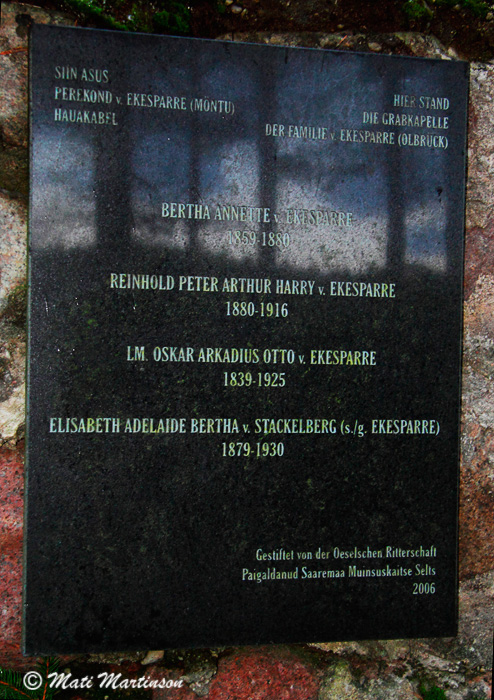 SIIN ASUS
PEREKOND v. EKESPARRE (MÖNTU)
HAUAKABEL
HIER STAND
DIE GRABKAPELLE
DER FAMILIE v. EKESPARRE (OLBRÜCK)
BERTHA ANNETTE v. EKESPARRE
1859-1880
REINHOLD PETER ARTHUR HARRY v. EKESPARRE
1880-1916
LM. OSKAR ARKADIUS OTTO v. EKESPARRE
1839-1925
ELISABETH ADELAIDE BERTHA v. STACKELBERG (s./g. EKESPARRE)
1879-1930
Gestiftet von der Oeselschen Ritterschaft
Paigaldanud Saaremaa Muinsuskaitse Selts
2006
© Mati Martinson